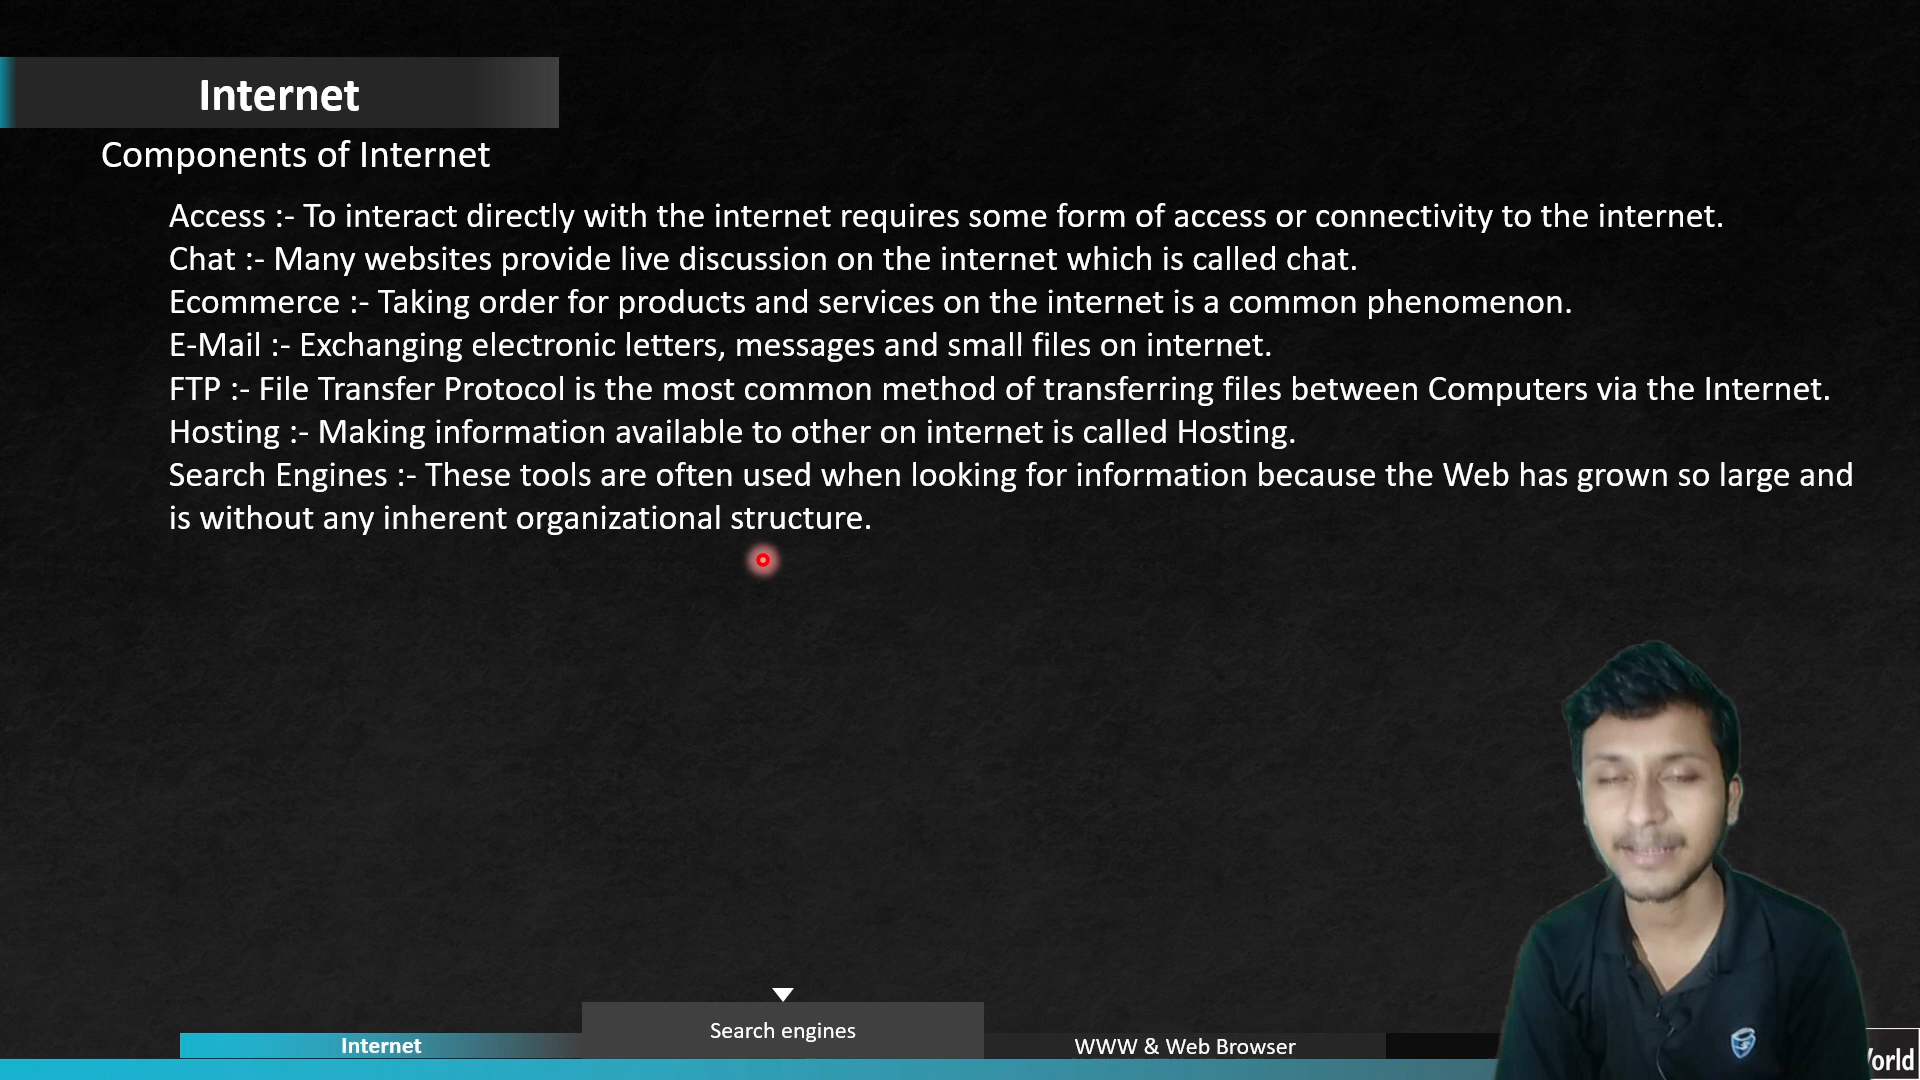 Internet
Components of Internet
Access :- To interact directly with the internet requires some form of access or connectivity to the internet.
Chat :- Many websites provide live discussion on the internet which is called chat.
Ecommerce :- Taking order for products and services on the internet is a common phenomenon.
E-Mail :- Exchanging electronic letters, messages and small files on internet.
FTP :- File Transfer Protocol is the most common method of transferring files between Computers via the Internet.
Hosting :- Making information available to other on internet is called Hosting.
Search Engines :- These tools are often used when looking for information because the Web has grown so large and
is without any inherent organizational structure.
Internet
Search engines
WWW & Web Browser